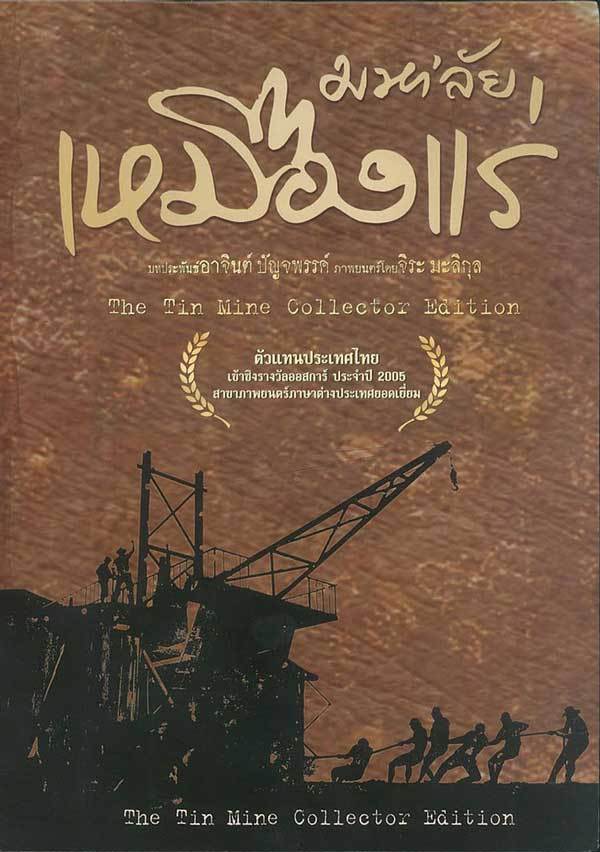 มหา'ลัย
เหมืองแร่
บทประพันธ์อาจินต์ ปัญจพรรค์ ภาพยนตร์โดยจิระ มะลิกุล
The Tin Mine Collector Edition
ตัวแทนประเทศไทย
เข้าชิงรางวัลออสการ์ ประจำปี 2005
สาขาภาพยนตร์ภาษาต่างประเทศยอดเยี่ยม
The Tin Mine Collector Edition